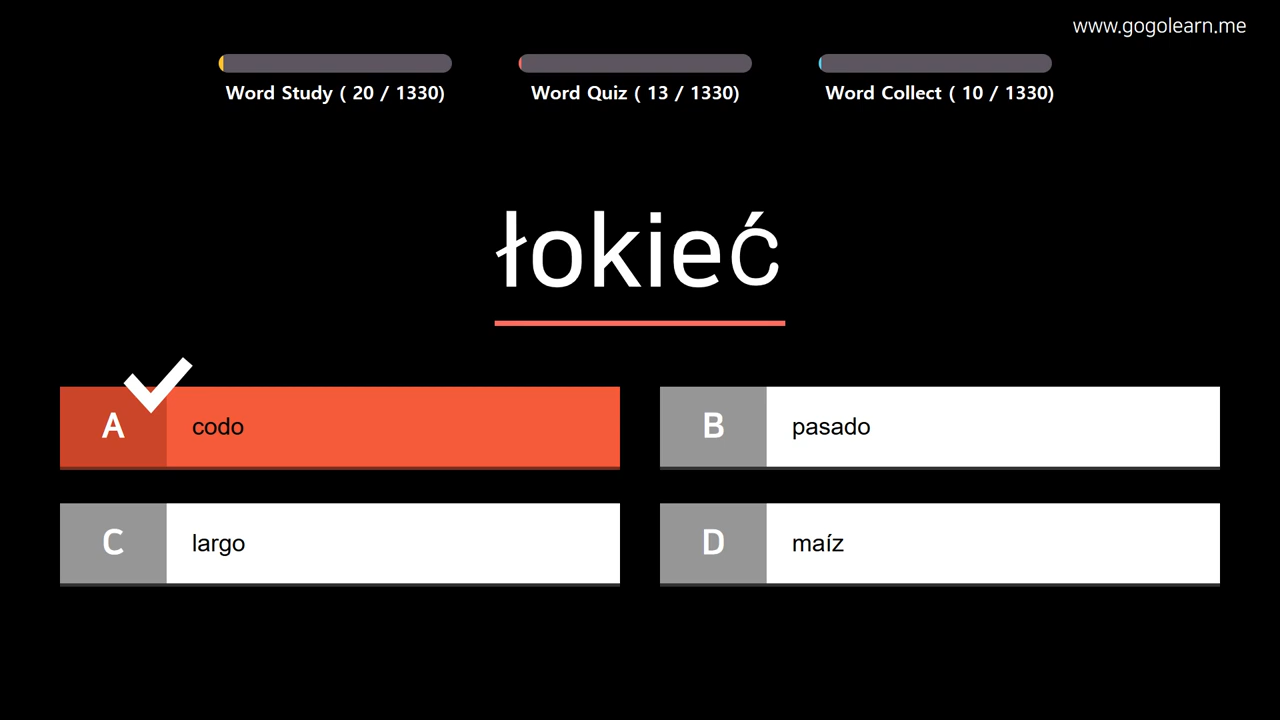 www.gogolearn.me
Word Study ( 20 / 1330)
Word Quiz ( 13 / 1330)
Word Collect ( 10 / 1330)
łokieć
A codo
B pasado
C largo
D maíz